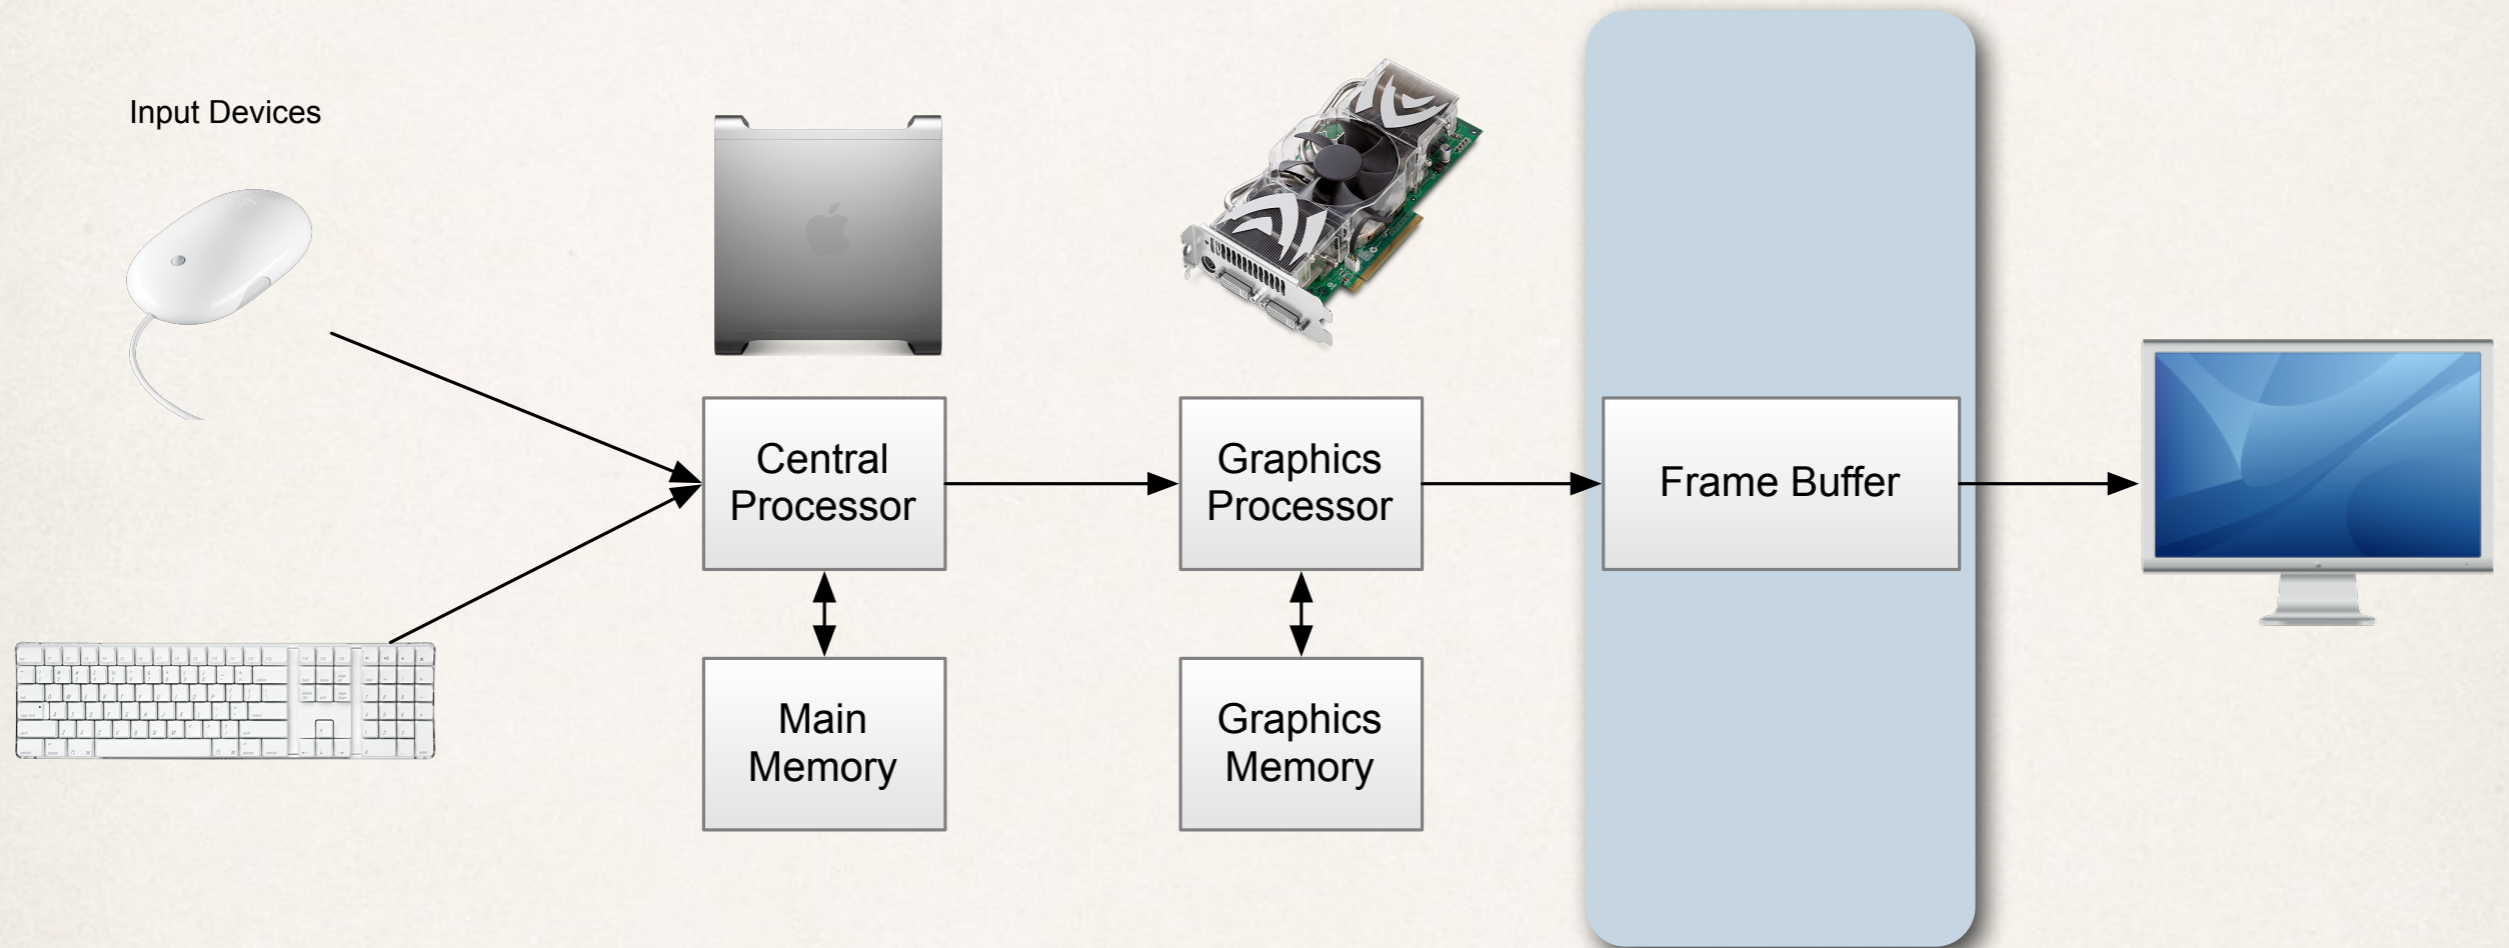 Input Devices
Central
Processor
Graphics
Processor
Frame Buffer
Main
Memory
Graphics
Memory